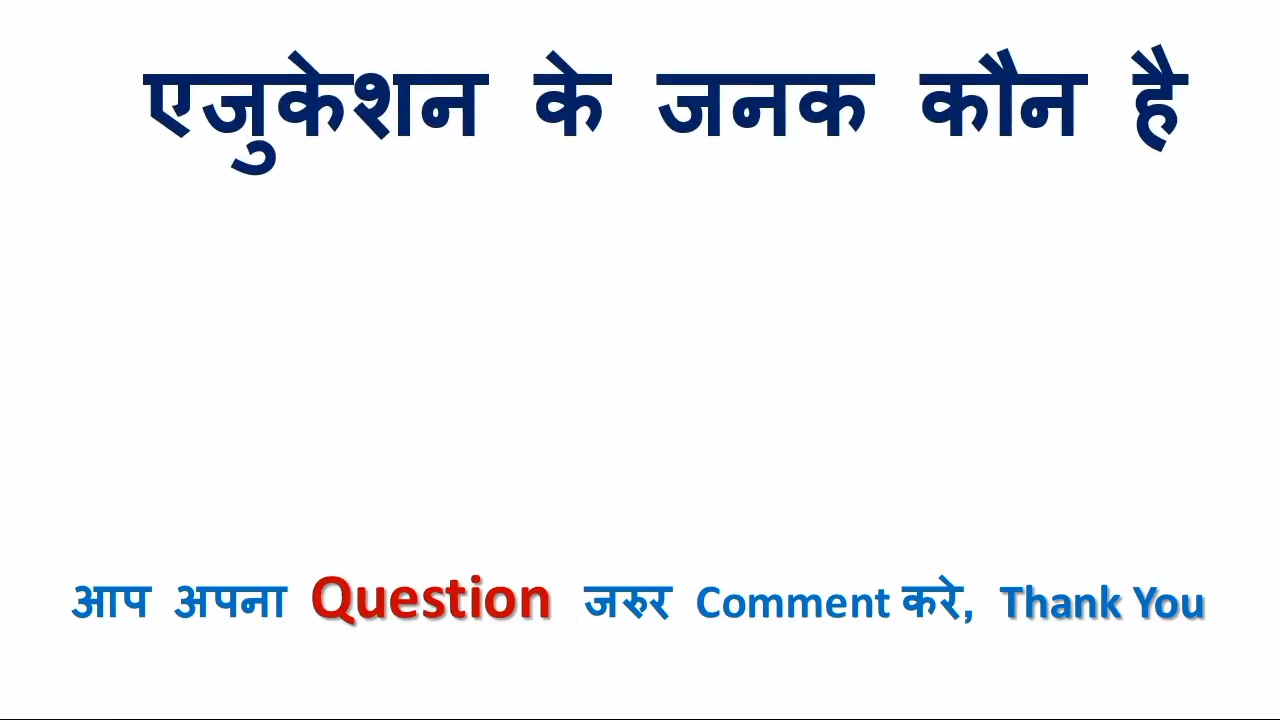 एजुकेशन के जनक कौन है
आप अपना Question जरुर Comment करे, Thank You